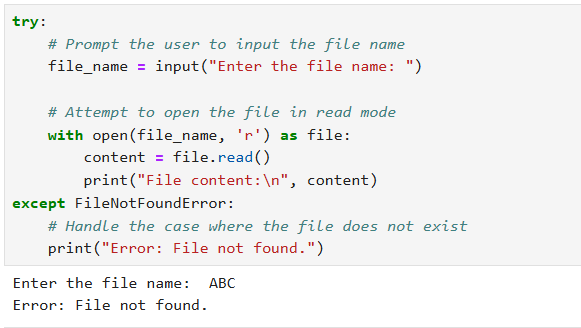 try:
    # Prompt the user to input the file name
    file_name = input("Enter the file name: ")

    # Attempt to open the file in read mode
    with open(file_name, 'r') as file:
        content = file.read()
        print("File content:\n", content)
except FileNotFoundError:
    # Handle the case where the file does not exist
    print("Error: File not found.")
Enter the file name:  ABC
Error: File not found.